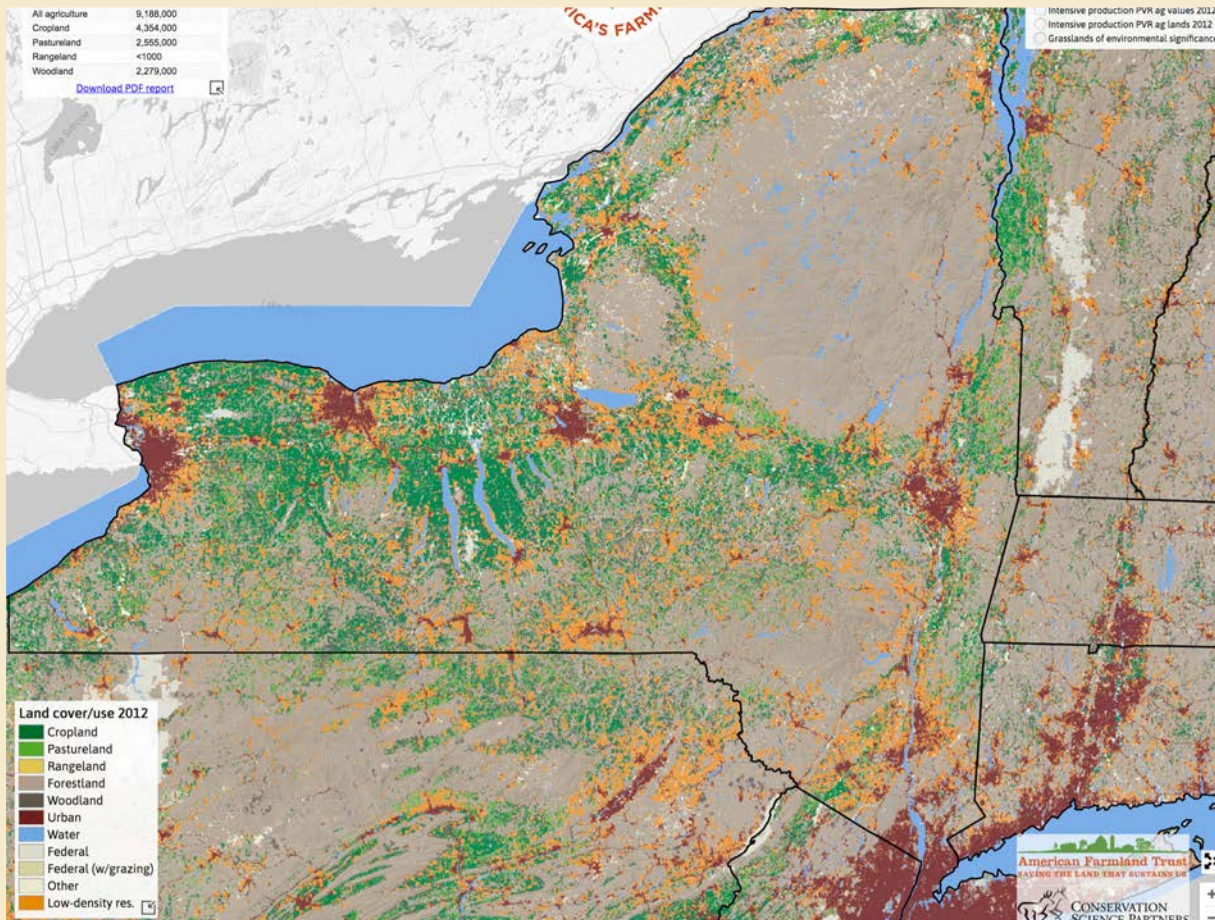 All agriculture 9,188,000
Cropland 4,354,000
Pastureland 2,555,000
Rangeland <1000
Woodland 2,279,000
Download PDF report
RICA'S FARM
Intensive production PVR ag values 2012
Intensive production PVR ag lands 2012
Grasslands of environmental significance
Land cover/use 2012
Cropland
Pastureland
Rangeland
Forestland
Woodland
Urban
Water
Federal
Federal (w/grazing)
Other
Low-density res.
American Farmland Trust
SAVING THE LAND THAT SUSTAINS US
CONSERVATION
SCIENCE PARTNERS
+